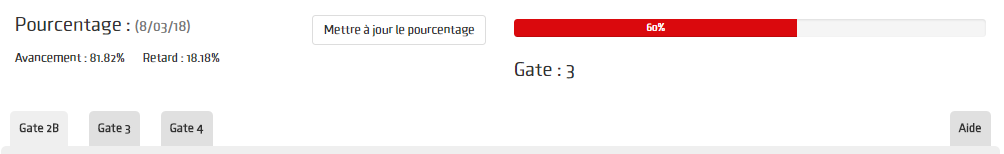 Pourcentage : (8/03/18)
Mettre à jour le pourcentage
60%
Avancement : 81.82% Retard : 18.18%
Gate : 3
Gate 2B Gate 3 Gate 4 Aide